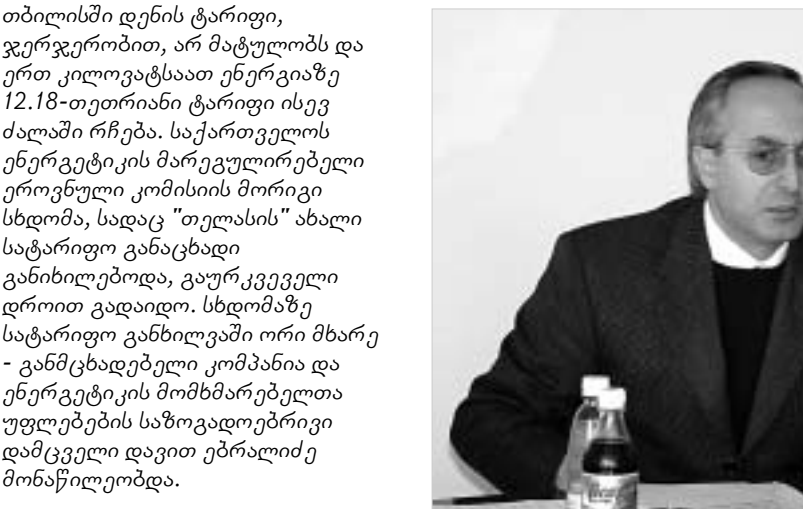 თბილისში დენის ტარიფი,
ჯერჯერობით, არ მატულობს და
ერთ კილოვატსაათ ენერგიაზე
12.18-თეთრიანი ტარიფი ისევ
ძალაში რჩება. საქართველოს
ენერგეტიკის მარეგულირებელი
ეროვნული კომისიის მორიგი
სხდომა, სადაც "თელასის" ახალი
სატარიფო განაცხადი
განიხილებოდა, გაურკვეველი
დროით გადაიდო. სხდომაზე
სატარიფო განხილვაში ორი მხარე
- განმცხადებელი კომპანია და
ენერგეტიკის მომხმარებელთა
უფლებების საზოგადოებრივი
დამცველი დავით ებრალიძე
მონაწილეობდა.